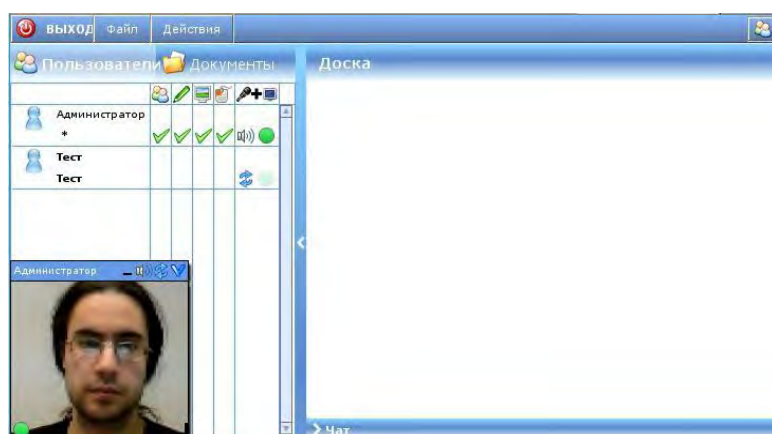 выход Файл Действия
Пользователи Документы Доска
Администратор
*
Тест
Тест
Администратор
Чат